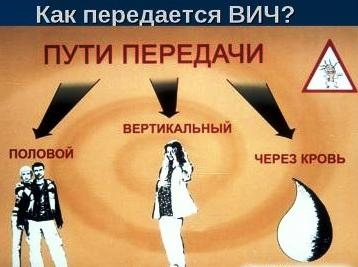 Как передается ВИЧ?
ПУТИ ПЕРЕДАЧИ
ВЕРТИКАЛЬНЫЙ
ПОЛОВОЙ
ЧЕРЕЗ КРОВЬ